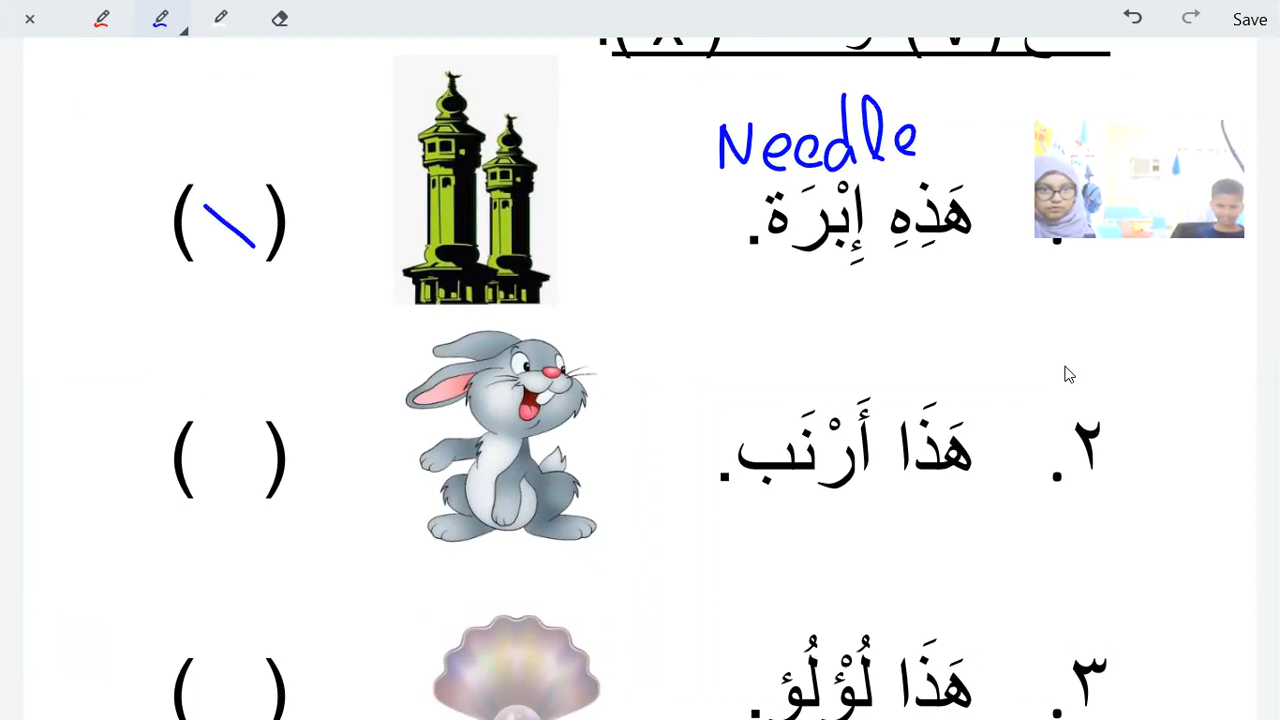 Save
(√) (X).
Needle
هَذِهِ إِبْرَة. ( \ )
٢. هَذَا أَرْنَب. ( )
٣. هَذَا لُؤْلُؤ. ( )